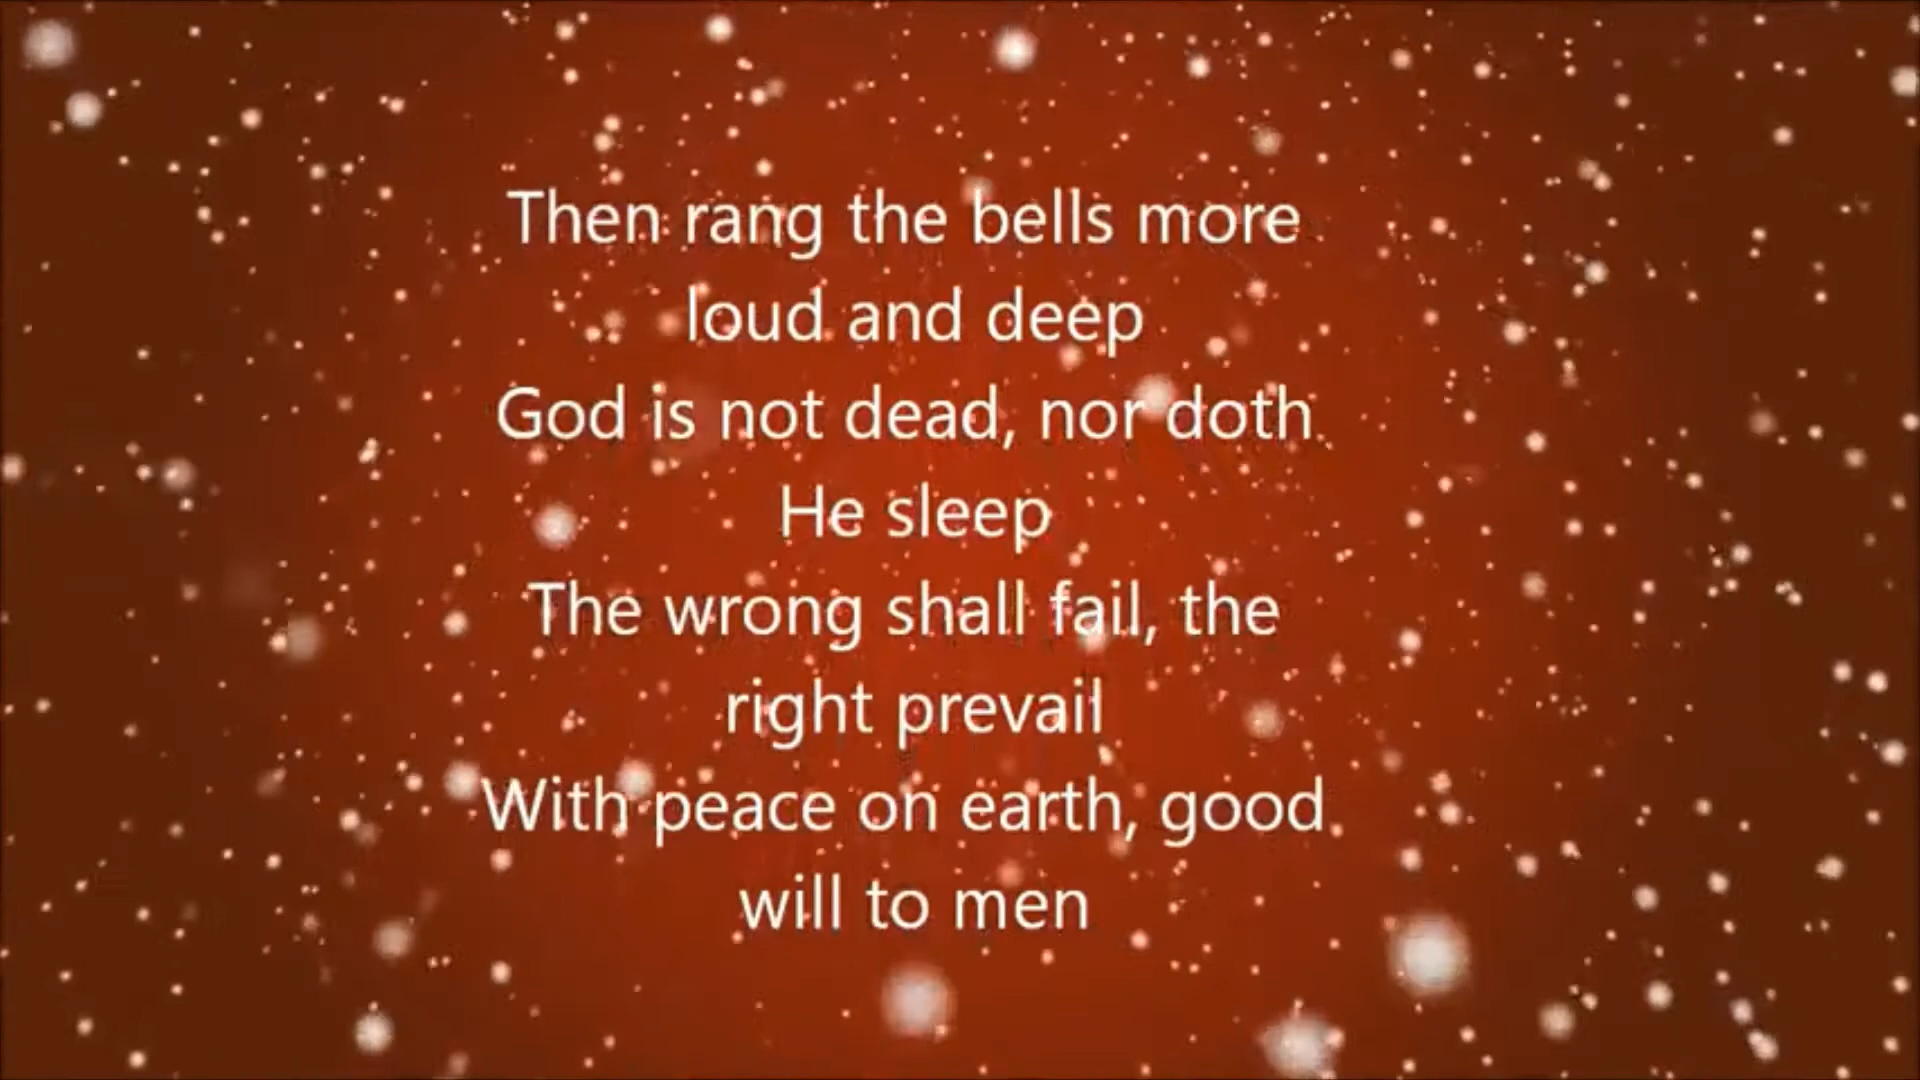 Then rang the bells more
loud and deep
God is not dead, nor doth
He sleep
The wrong shall fail, the
right prevail
With peace on earth, good
will to men